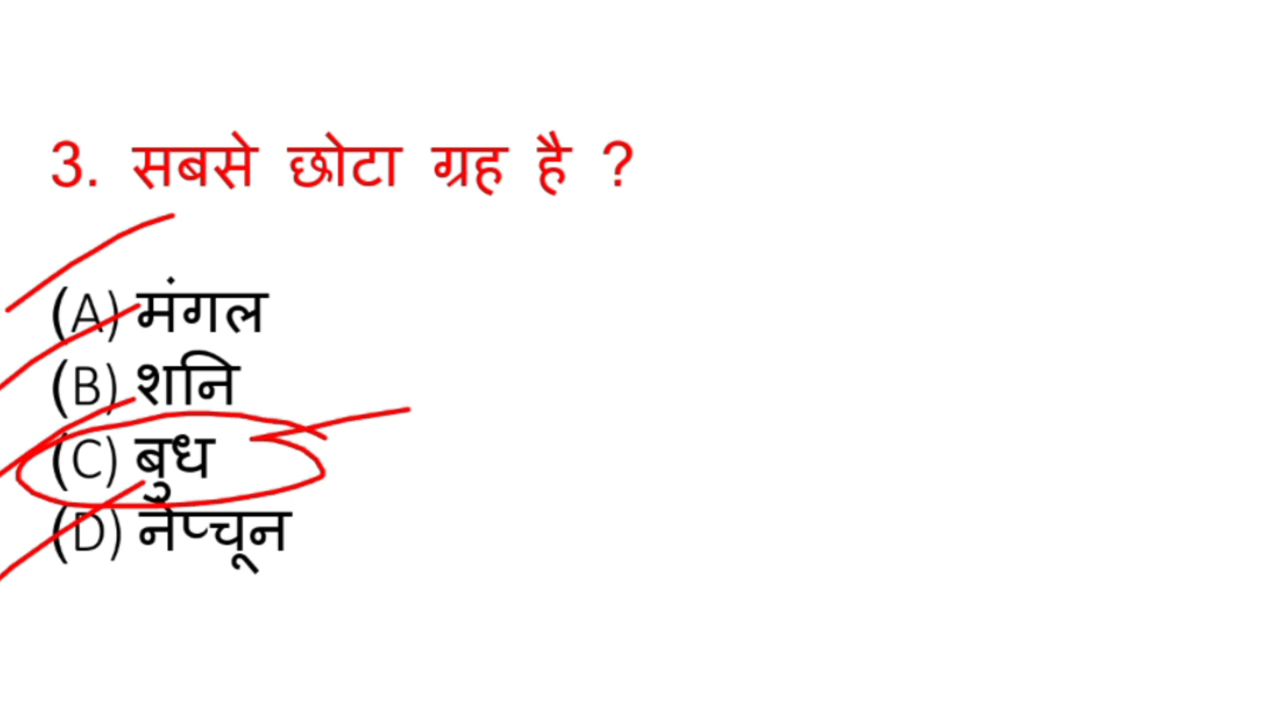 3. सबसे छोटा ग्रह है ?
(A) मंगल
(B) शनि
(C) बुध
(D) नेप्चून